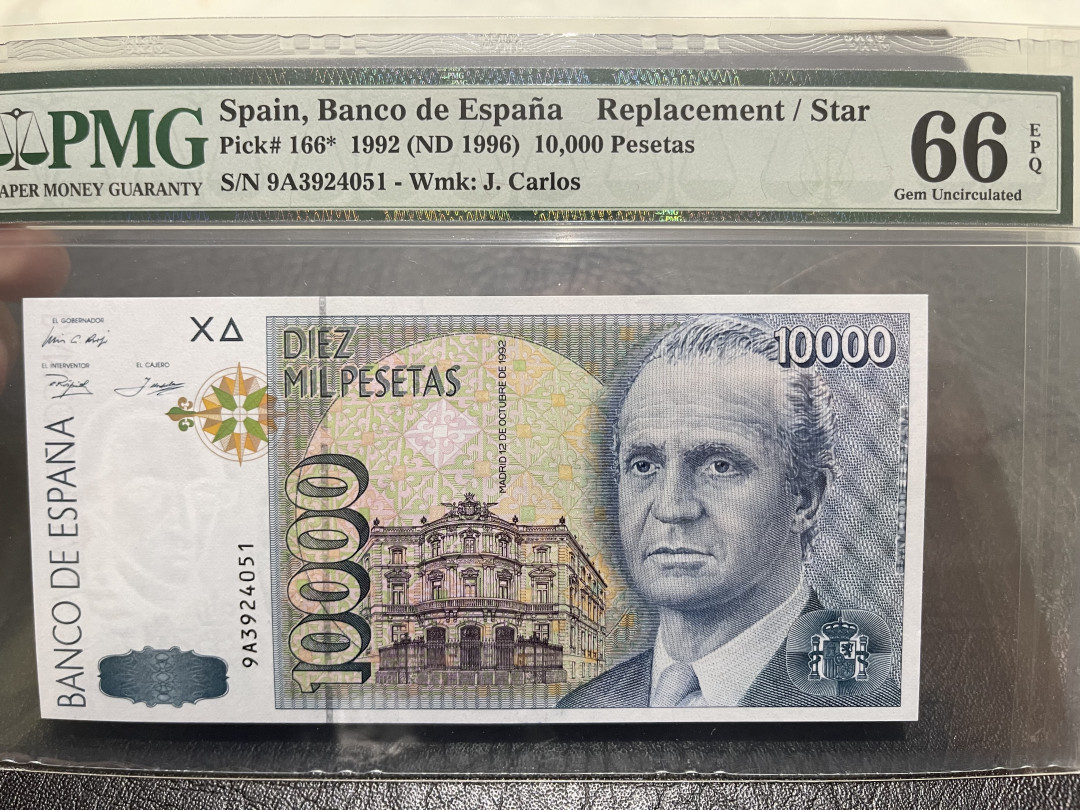 PMG
APER MONEY GUARANTY
Spain, Banco de España Replacement / Star
Pick# 166* 1992 (ND 1996) 10,000 Pesetas
S/N 9A3924051 - Wmk: J. Carlos
66
EPQ
Gem Uncirculated
EL GOBERNADOR
EL INTERVENTOR
EL CAJERO
BANCO DE ESPAÑA
9A3924051
DIEZ
MIL PESETAS
MADRID 12 DE OCTUBRE DE 1992
10000
10000